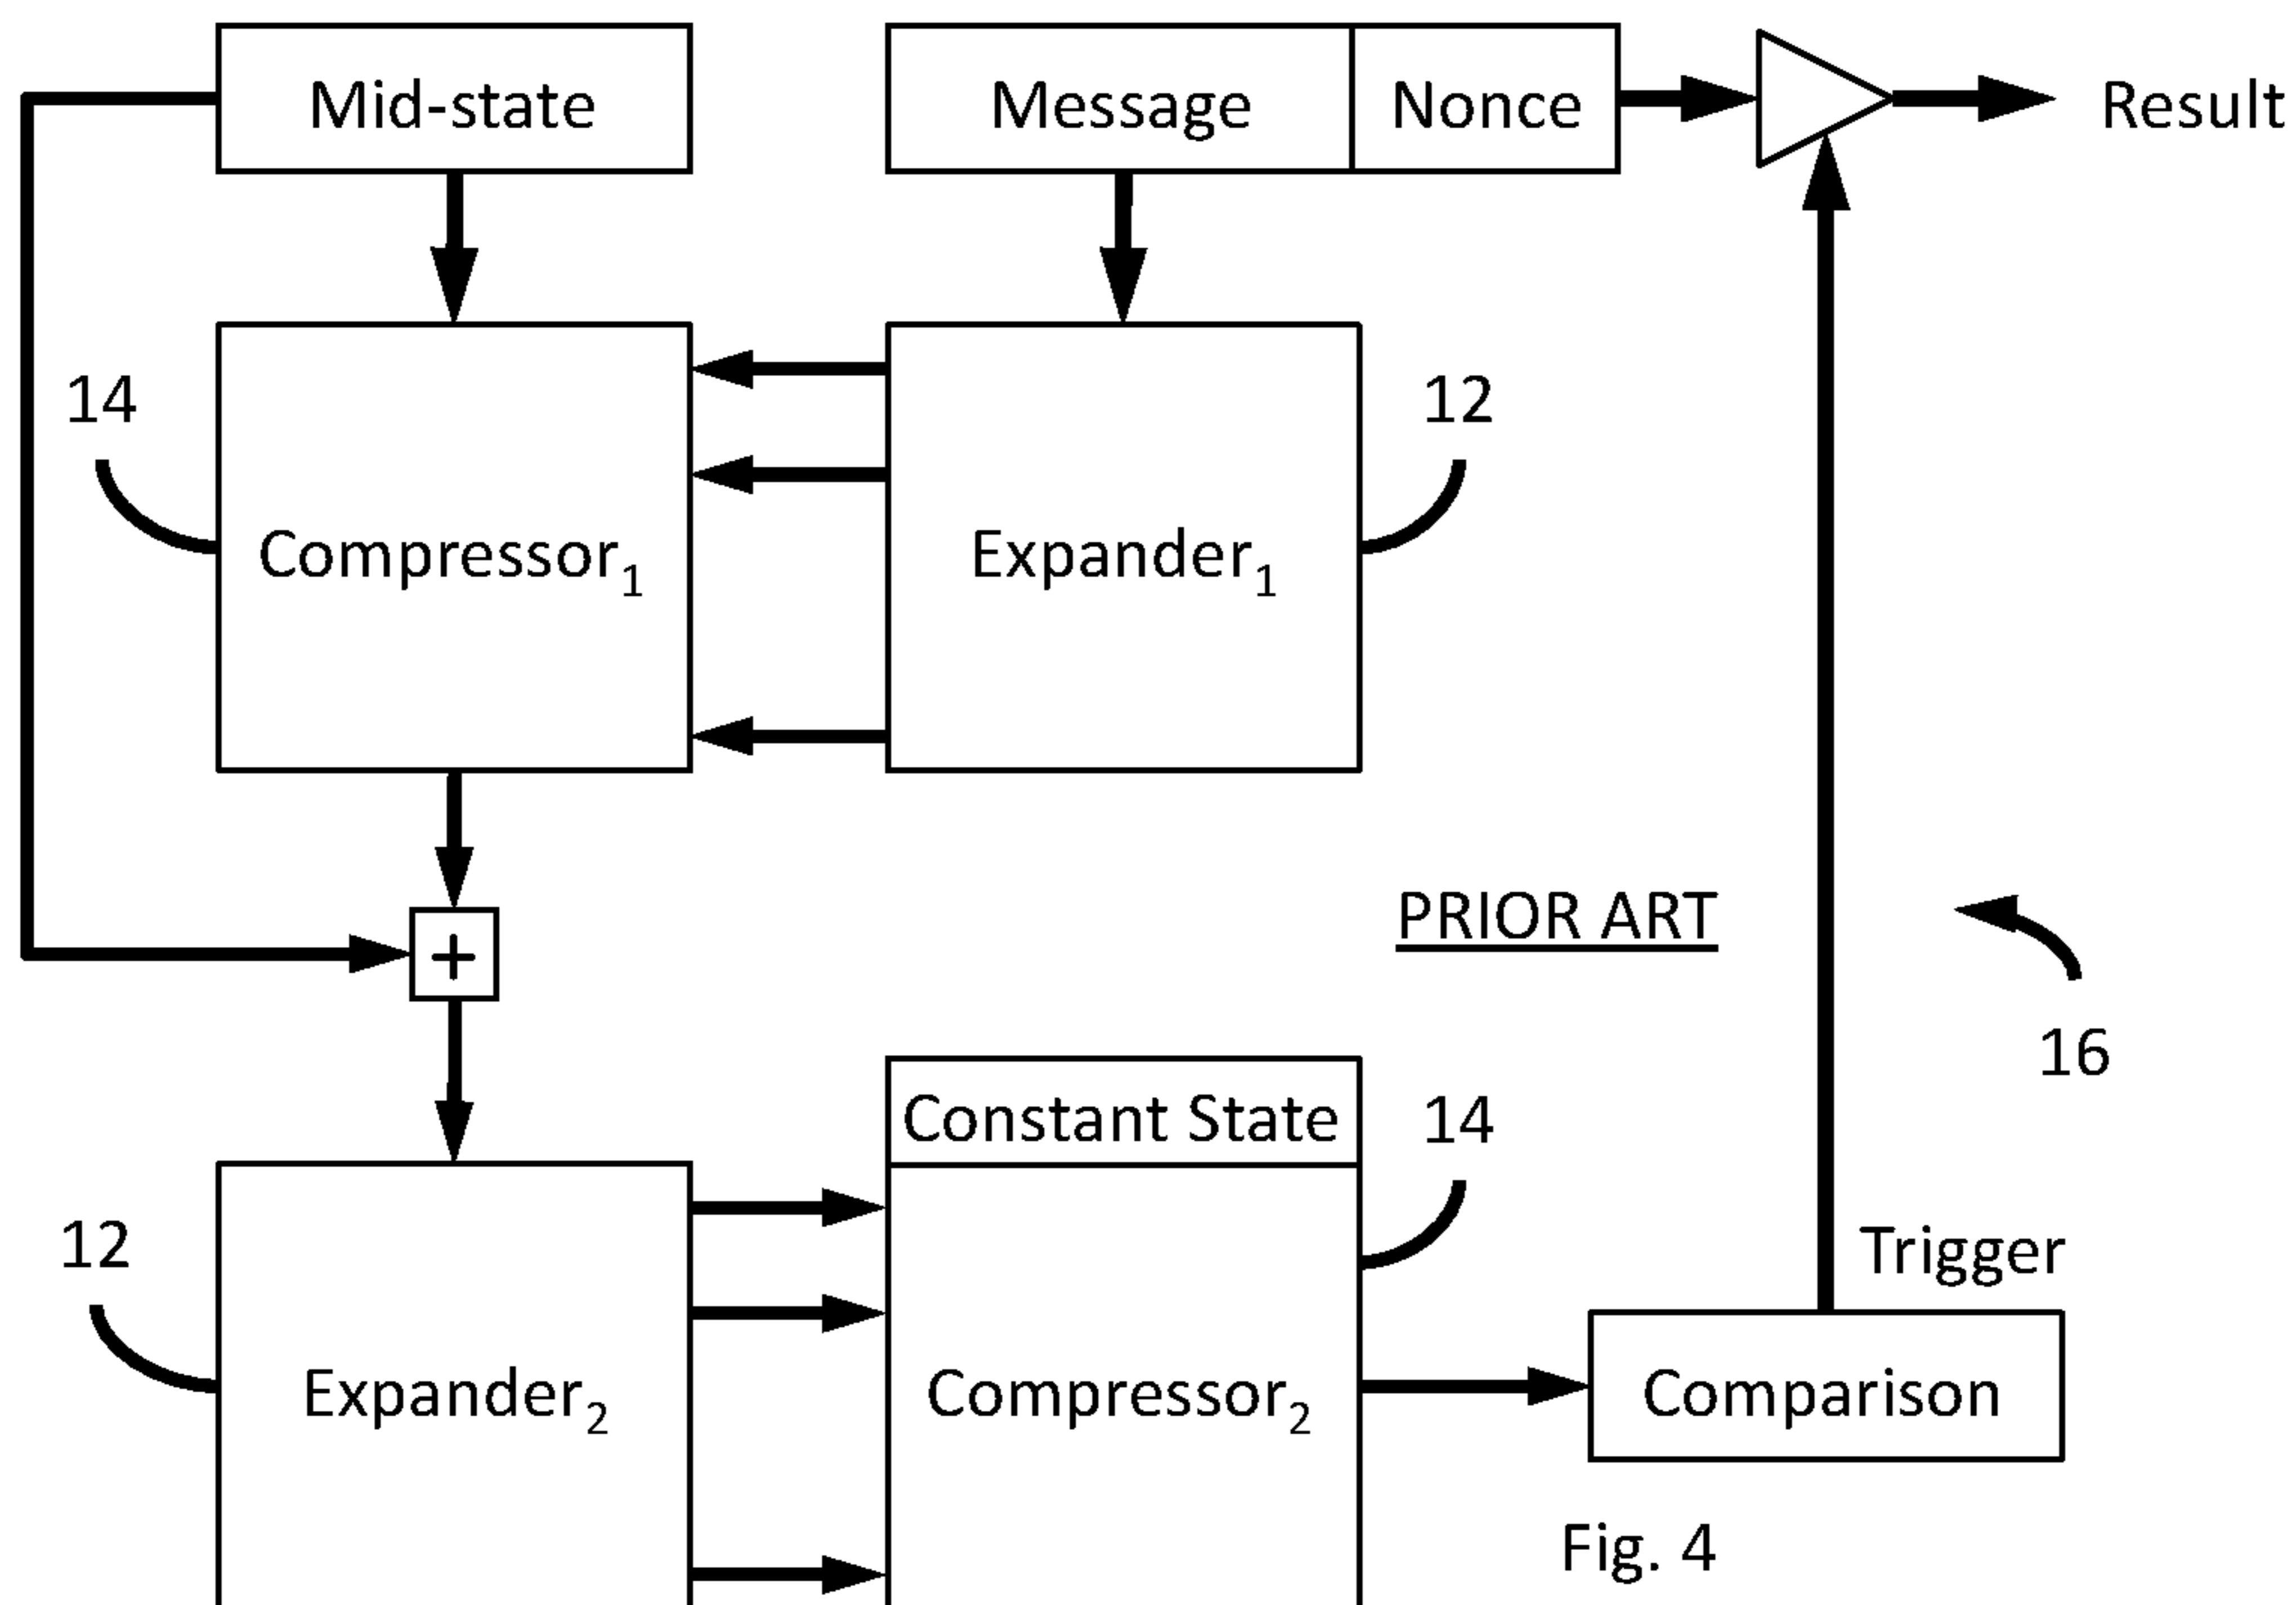 Mid-state
Message
Nonce
Result
14
12
Compressor1
Expander1
+
PRIOR ART
16
Constant State
14
12
Trigger
Expander2
Compressor2
Comparison
Fig. 4